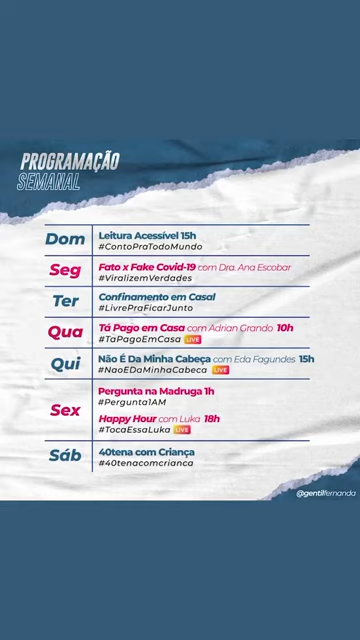 PROGRAMAÇÃO
SEMANAL
Dom
Leitura Acessível 15h
#ContoPraTodoMundo
Seg
Fato x Fake Covid-19 com Dra. Ana Escobar
#ViralizemVerdades
Ter
Confinamento em Casal
#LivrePraFicarJunto
Qua
Tá Pago em Casa com Adrian Grando 10h
#TaPagoEmCasa LIVE
Qui
Não É Da Minha Cabeça com Eda Fagundes 15h
#NaoEDaMinhaCabeca LIVE
Sex
Pergunta na Madruga 1h
#Pergunta1AM
Happy Hour com Luka 18h
#TocaEssaLuka LIVE
Sáb
40tena com Criança
#40tenacomcrianca
@gentilfernanda